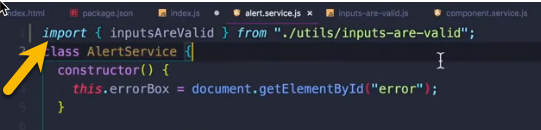 index.html package.json index.js alert.service.js × inputs-are-valid.js component.service.js
import { inputsAreValid } from "./utils/inputs-are-valid";
class AlertService {
constructor() {
this.errorBox = document.getElementById("error");
}